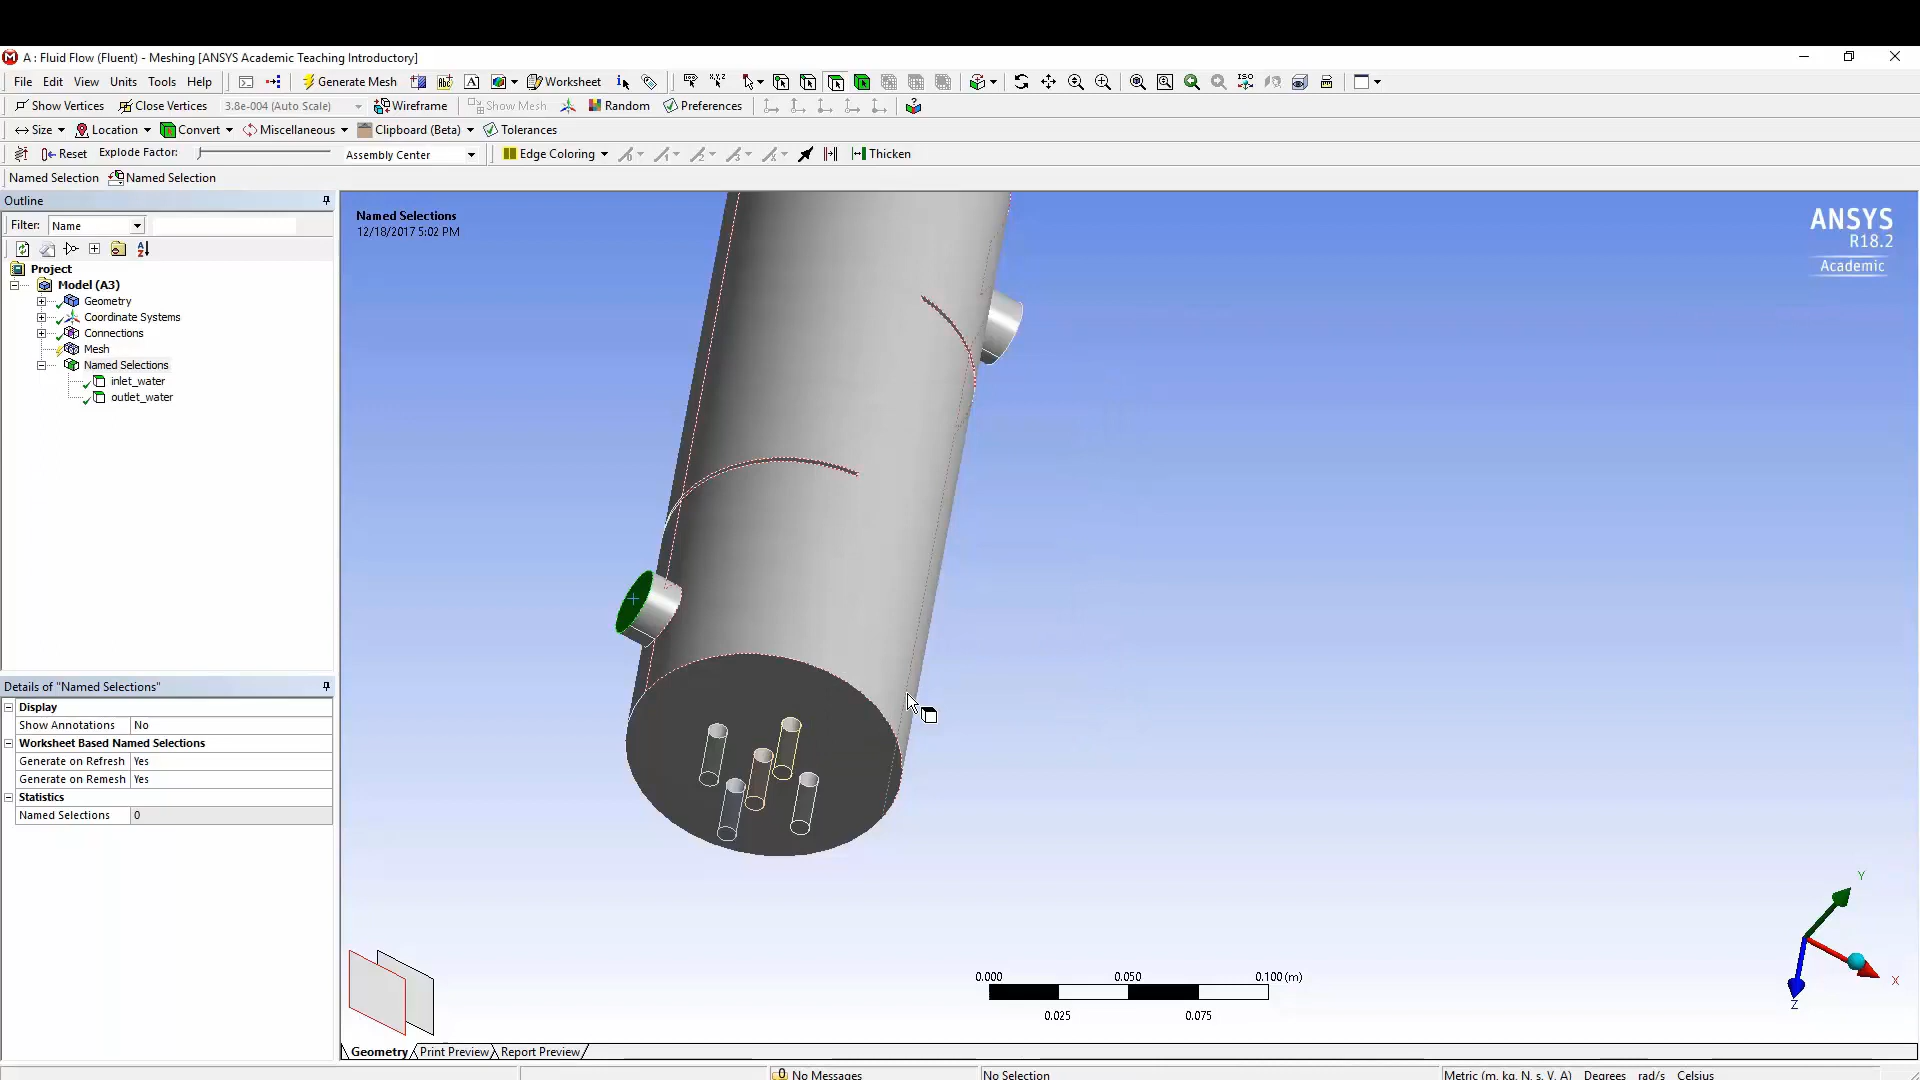 A : Fluid Flow (Fluent) - Meshing [ANSYS Academic Teaching Introductory]
File Edit View Units Tools Help Generate Mesh Worksheet
Show Vertices Close Vertices 3.8e-004 (Auto Scale) Wireframe Show Mesh Random Preferences
Size Location Convert Miscellaneous Clipboard (Beta) Tolerances
Reset Explode Factor: Assembly Center Edge Coloring Thicken
Named Selection Named Selection
Outline
Filter: Name
Project
Model (A3)
Geometry
Coordinate Systems
Connections
Mesh
Named Selections
inlet_water
outlet_water
Details of "Named Selections"
Display
Show Annotations No
Worksheet Based Named Selections
Generate on Refresh Yes
Generate on Remesh Yes
Statistics
Named Selections 0
Named Selections
12/18/2017 5:02 PM
ANSYS
R18.2
Academic
0.000 0.050 0.100 (m)
0.025 0.075
Y
X
Z
Geometry Print Preview Report Preview
0 No Messages No Selection Metric (m, kg, N, s, V, A) Degrees rad/s Celsius